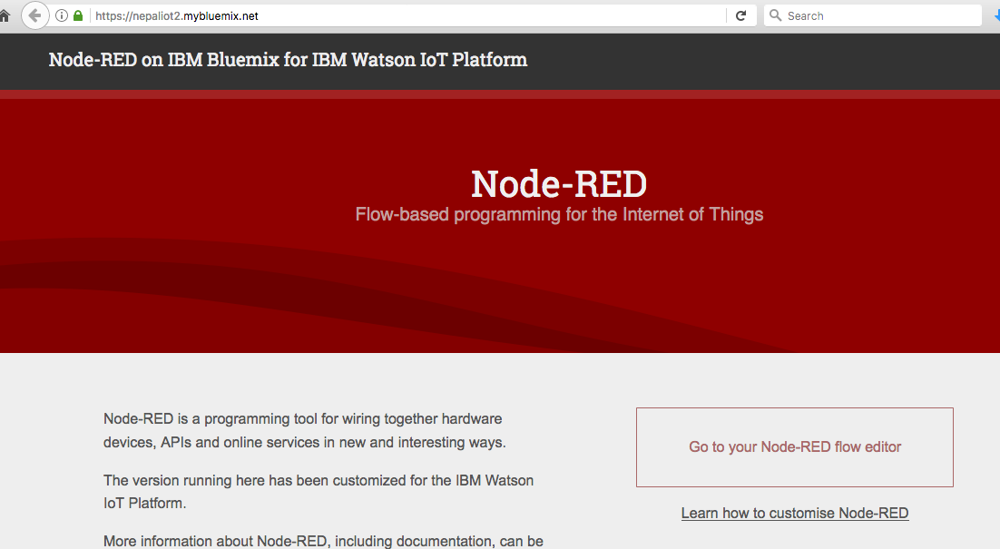 https://nepaliot2.mybluemix.net
Search
Node-RED on IBM Bluemix for IBM Watson IoT Platform
Node-RED
Flow-based programming for the Internet of Things
Node-RED is a programming tool for wiring together hardware
devices, APIs and online services in new and interesting ways.
The version running here has been customized for the IBM Watson
IoT Platform.
More information about Node-RED, including documentation, can be
Go to your Node-RED flow editor
Learn how to customise Node-RED